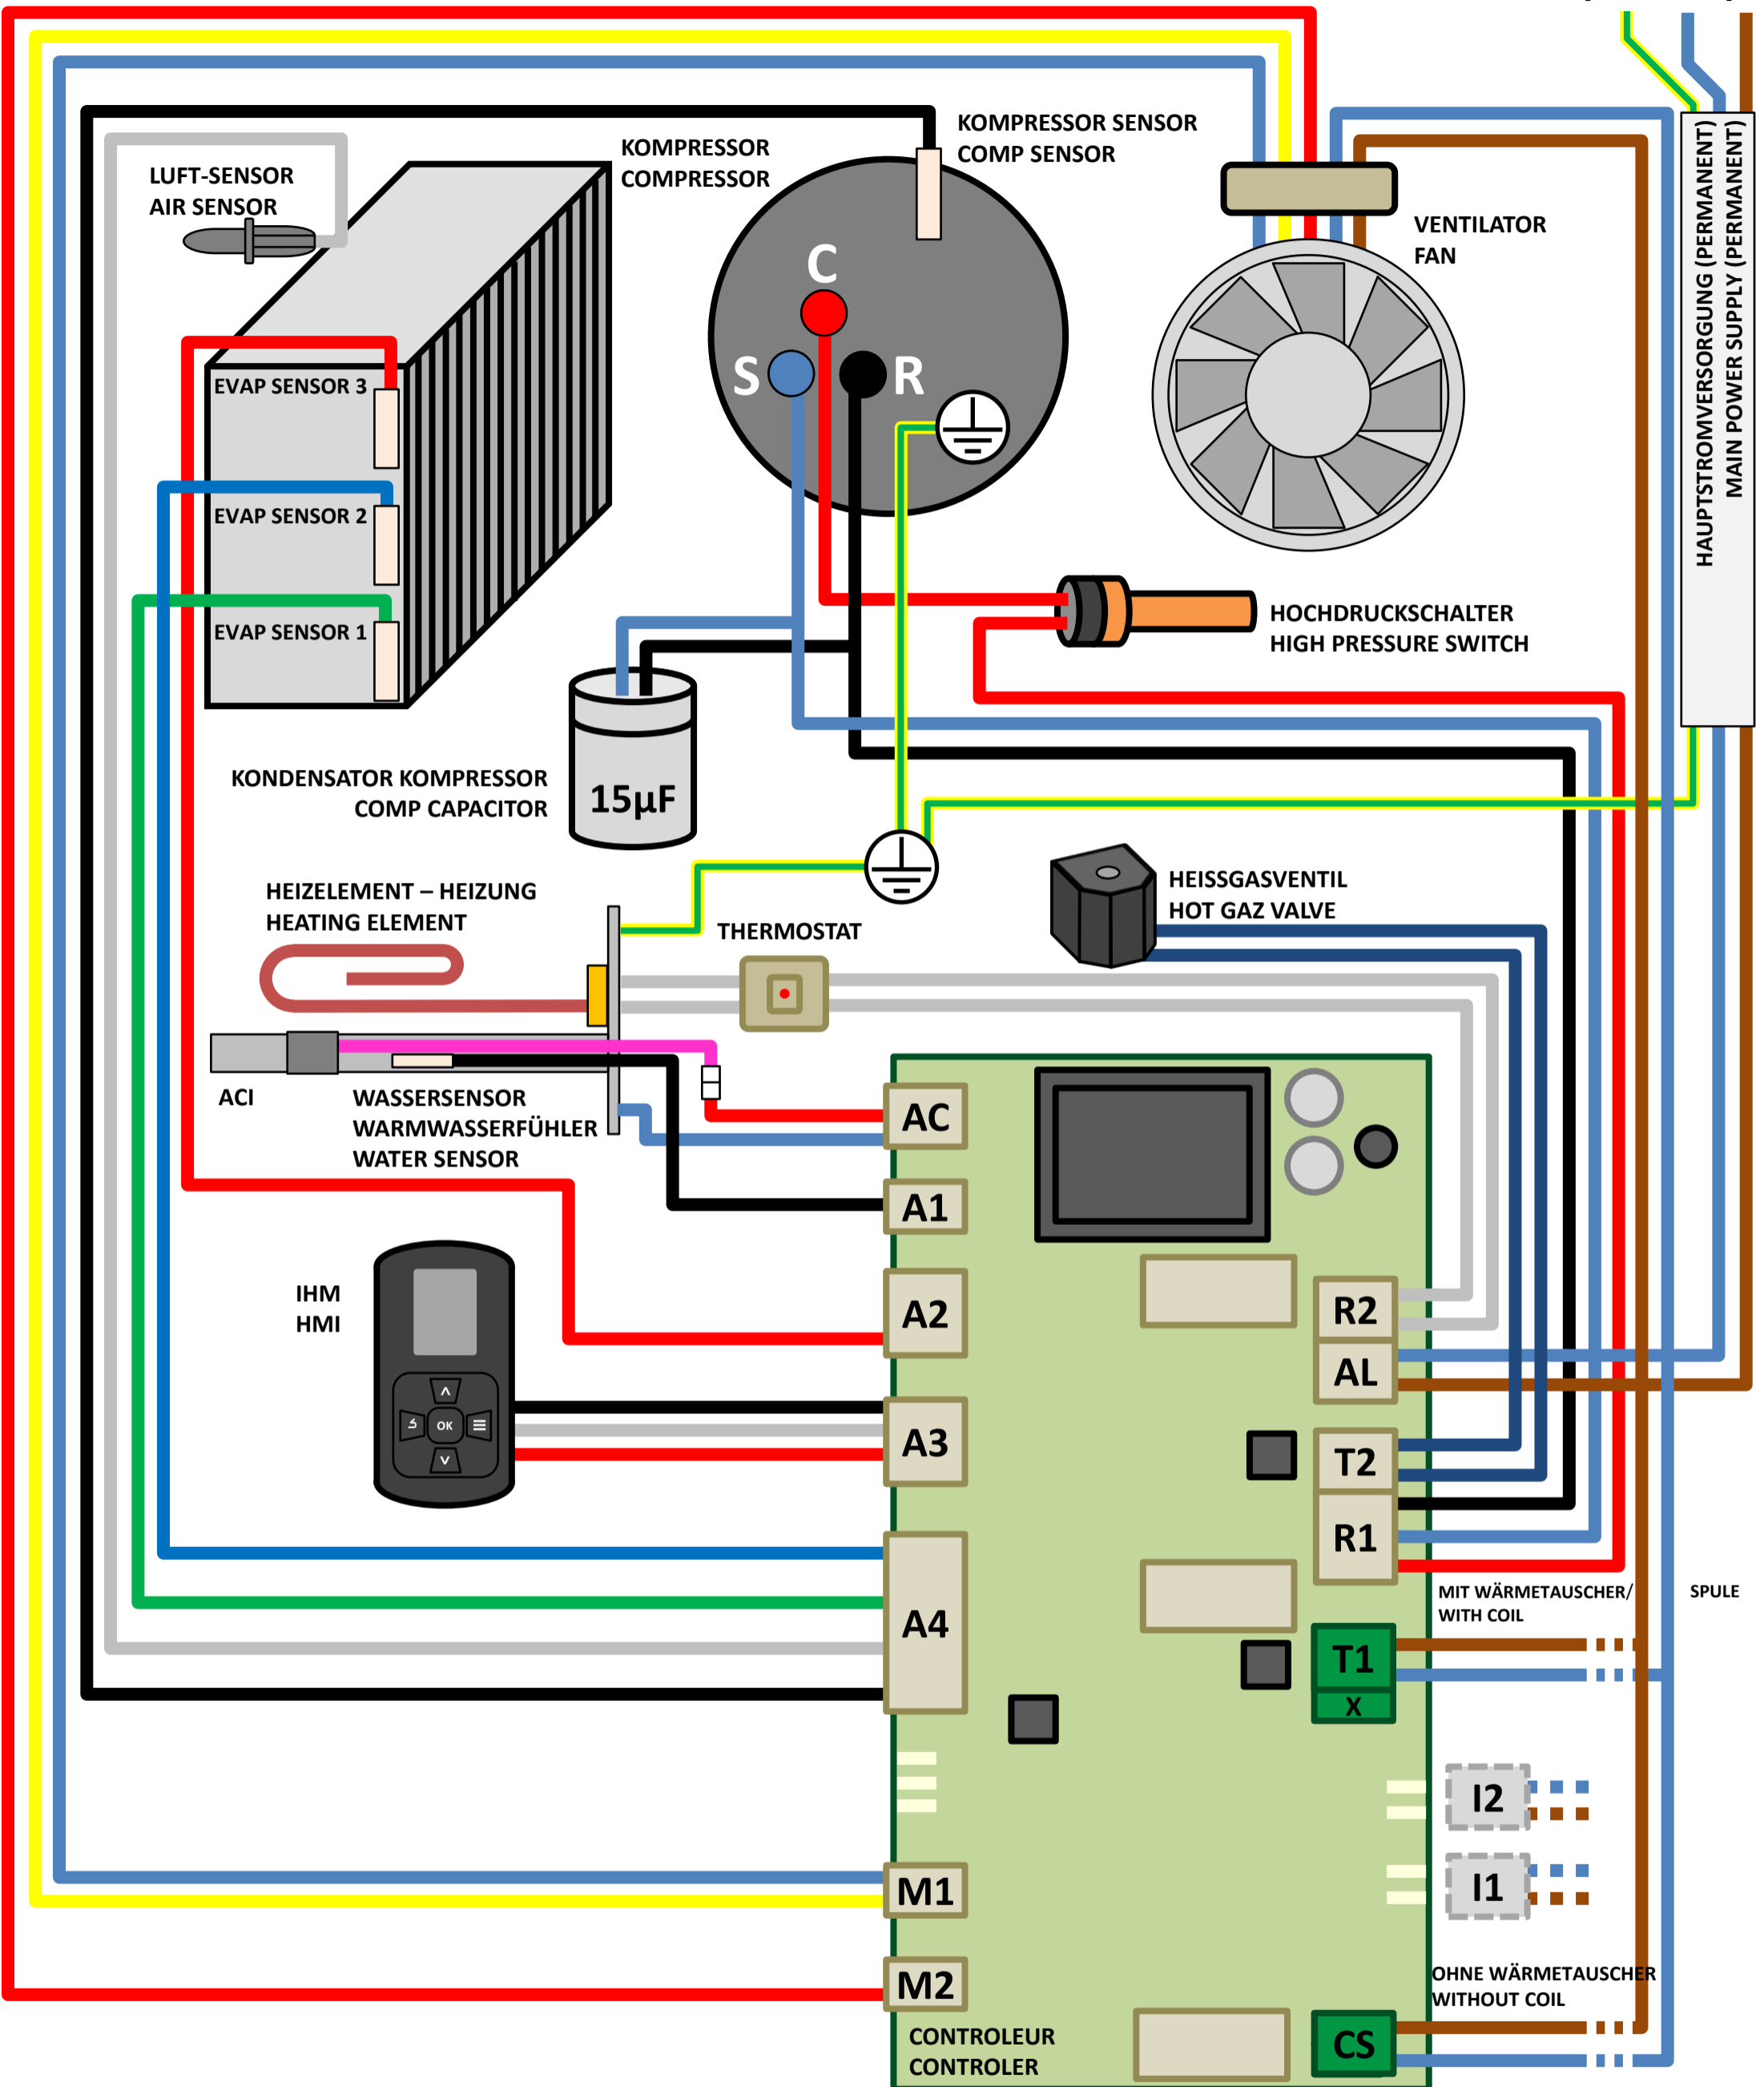 KOMPRESSOR SENSOR
COMP SENSOR
KOMPRESSOR
COMPRESSOR
LUFT-SENSOR
AIR SENSOR
VENTILATOR
FAN
HAUPTSTROMVERSORGUNG (PERMANENT)
MAIN POWER SUPPLY (PERMANENT)
C
S
R
EVAP SENSOR 3
EVAP SENSOR 2
EVAP SENSOR 1
HOCHDRUCKSCHALTER
HIGH PRESSURE SWITCH
KONDENSATOR KOMPRESSOR
COMP CAPACITOR
15µF
HEIZELEMENT – HEIZUNG
HEATING ELEMENT
THERMOSTAT
HEISSGASVENTIL
HOT GAZ VALVE
ACI
WASSERSENSOR
WARMWASSERFÜHLER
WATER SENSOR
AC
A1
IHM
HMI
OK
A2
A3
A4
R2
AL
T2
R1
MIT WÄRMETAUSCHER/
WITH COIL
SPULE
T1
X
I2
I1
M1
M2
OHNE WÄRMETAUSCHER
WITHOUT COIL
CONTROLEUR
CONTROLER
CS